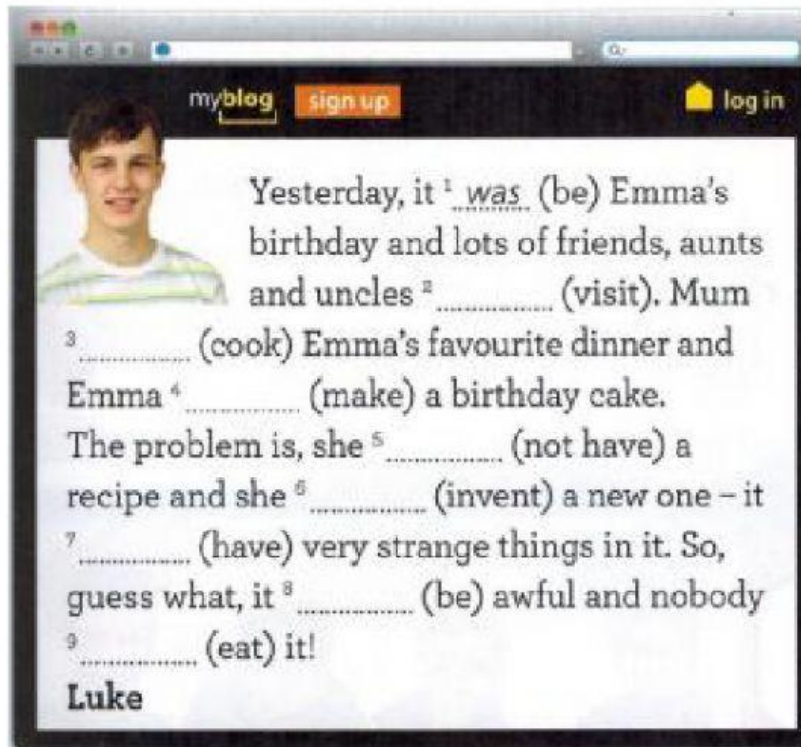 myblog sign up log in
Yesterday, it 1 was (be) Emma's
birthday and lots of friends, aunts
and uncles 2 ............ (visit). Mum
3 ............ (cook) Emma's favourite dinner and
Emma 4 ............ (make) a birthday cake.
The problem is, she 5 ............ (not have) a
recipe and she 6 ............ (invent) a new one – it
7 ............ (have) very strange things in it. So,
guess what, it 8 ............ (be) awful and nobody
9 ............ (eat) it!
Luke